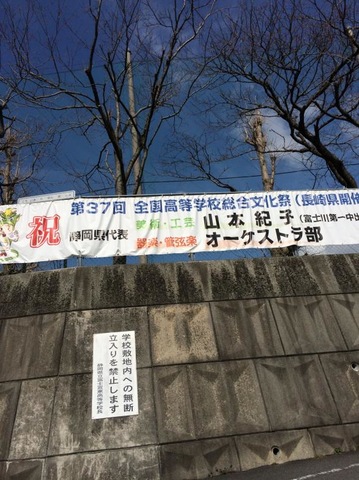 祝
第37回 全国高等学校総合文化祭(長崎県開催
静岡県代表
美術・工芸 山本紀子(富士川第一中出
器楽・管弦楽 オーケストラ部
学校敷地内への無断
立入りを禁止します